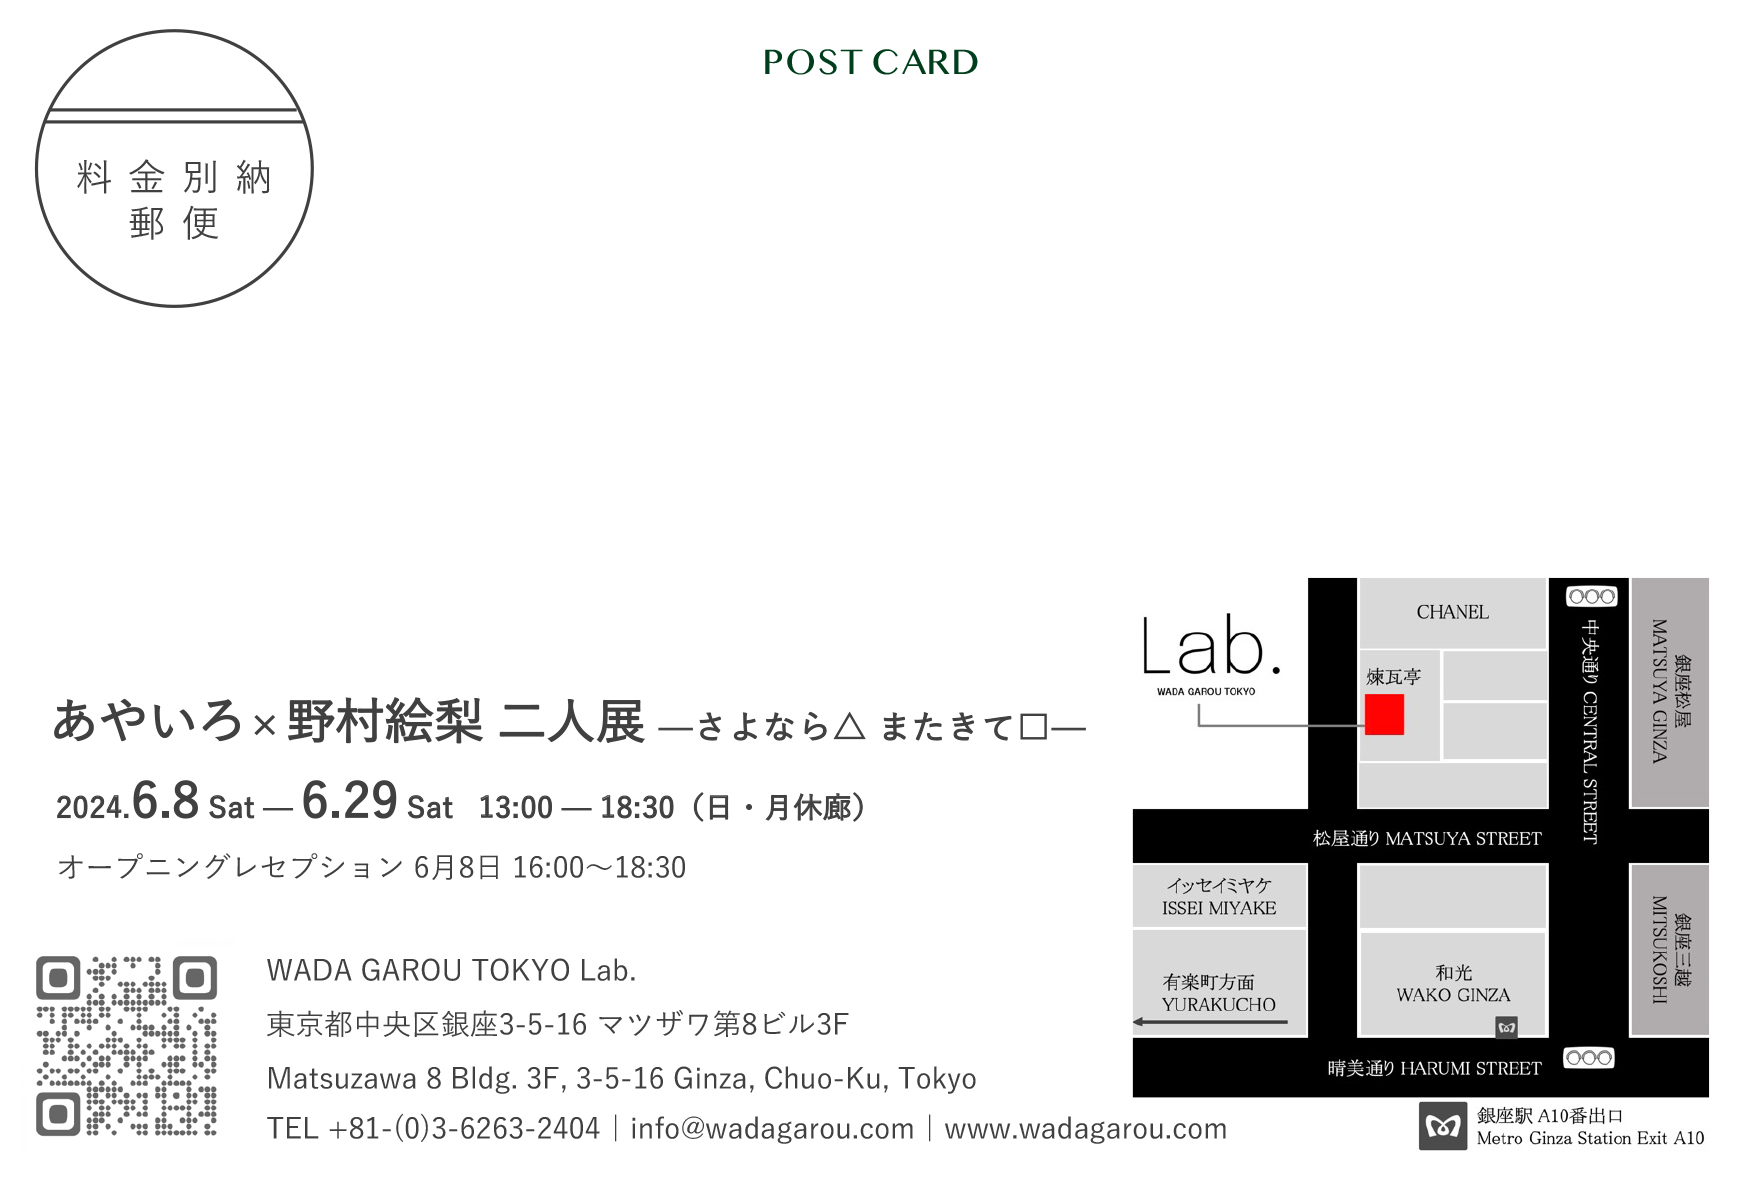 POST CARD
料金別納
郵便
あやいろ×野村絵梨 二人展 ―さよなら△ またきて□―
2024.6.8 Sat ― 6.29 Sat 13:00 ― 18:30（日・月休廊）
オープニングレセプション 6月8日 16:00～18:30
WADA GAROU TOKYO Lab.
東京都中央区銀座3-5-16 マツザワ第8ビル3F
Matsuzawa 8 Bldg. 3F, 3-5-16 Ginza, Chuo-Ku, Tokyo
TEL +81-(0)3-6263-2404｜info@wadagarou.com｜www.wadagarou.com
Lab.
WADA GAROU TOKYO
CHANEL
煉瓦亭
中央通り CENTRAL STREET
銀座松屋
MATSUYA GINZA
松屋通り MATSUYA STREET
イッセイミヤケ
ISSEI MIYAKE
有楽町方面
YURAKUCHO
和光
WAKO GINZA
銀座三越
MITSUKOSHI
晴美通り HARUMI STREET
銀座駅 A10番出口
Metro Ginza Station Exit A10